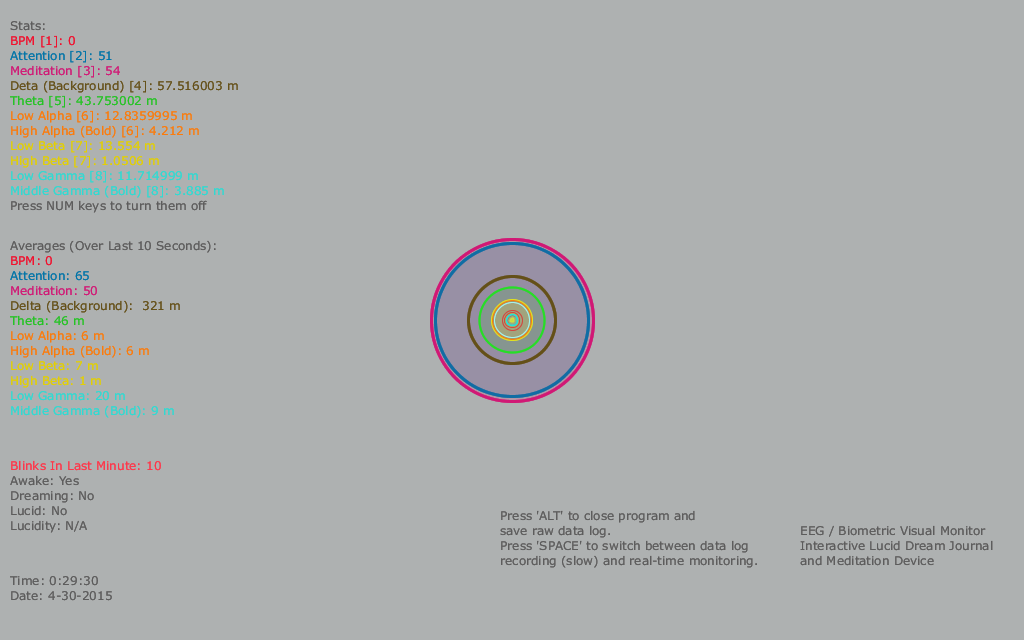 Stats:
BPM [1]: 0
Attention [2]: 51
Meditation [3]: 54
Deta (Background) [4]: 57.516003 m
Theta [5]: 43.753002 m
Low Alpha [6]: 12.8359995 m
High Alpha (Bold) [6]: 4.212 m
Low Beta [7]: 13.554 m
High Beta [7]: 1.0506 m
Low Gamma [8]: 11.714999 m
Middle Gamma (Bold) [8]: 3.885 m
Press NUM keys to turn them off
Averages (Over Last 10 Seconds):
BPM: 0
Attention: 65
Meditation: 50
Delta (Background):  321 m
Theta: 46 m
Low Alpha: 6 m
High Alpha (Bold): 6 m
Low Beta: 7 m
High Beta: 1 m
Low Gamma: 20 m
Middle Gamma (Bold): 9 m
Blinks In Last Minute: 10
Awake: Yes
Dreaming: No
Lucid: No
Lucidity: N/A
Time: 0:29:30
Date: 4-30-2015
Press 'ALT' to close program and
save raw data log.
Press 'SPACE' to switch between data log
recording (slow) and real-time monitoring.
EEG / Biometric Visual Monitor
Interactive Lucid Dream Journal
and Meditation Device